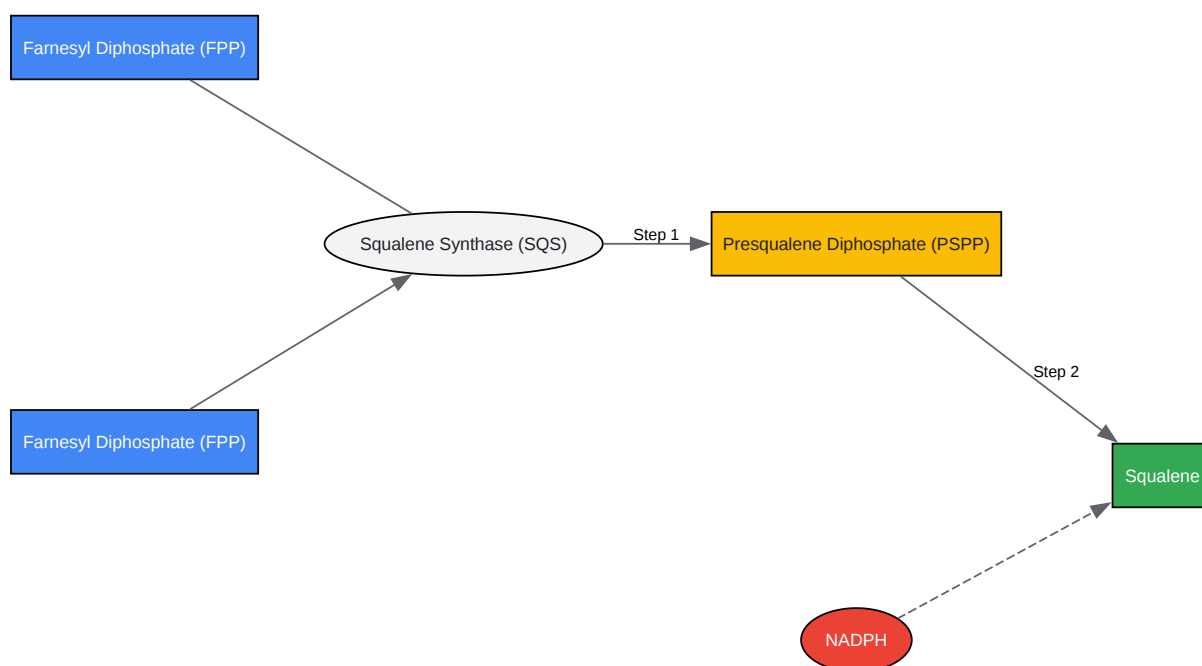 Farnesyl Diphosphate (FPP)
Squalene Synthase (SQS)
Step 1
Presqualene Diphosphate (PSPP)
Step 2
Farnesyl Diphosphate (FPP)
Squalene
NADPH